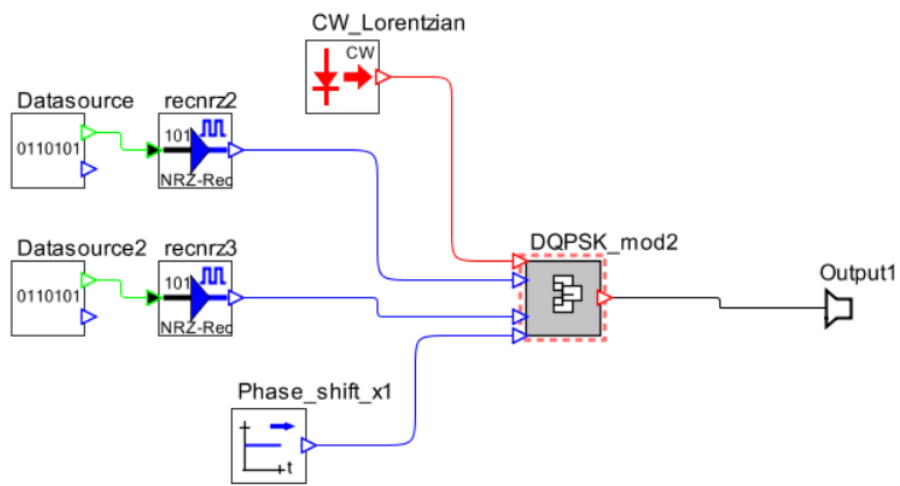 CW_Lorentzian
CW
Datasource
recnrz2
0110101
101
NRZ-Rec
Datasource2
recnrz3
0110101
101
NRZ-Rec
DQPSK_mod2
Output1
Phase_shift_x1
t